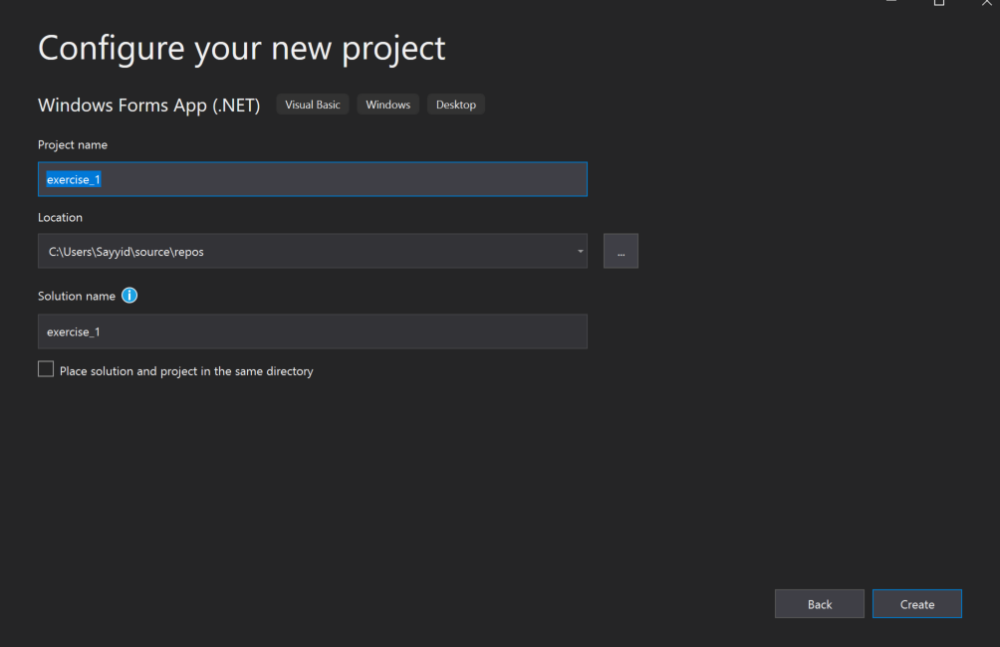 Configure your new project
Windows Forms App (.NET) Visual Basic Windows Desktop
Project name
exercise_1
Location
C:\Users\Sayyid\source\repos
...
Solution name
exercise_1
Place solution and project in the same directory
Back Create